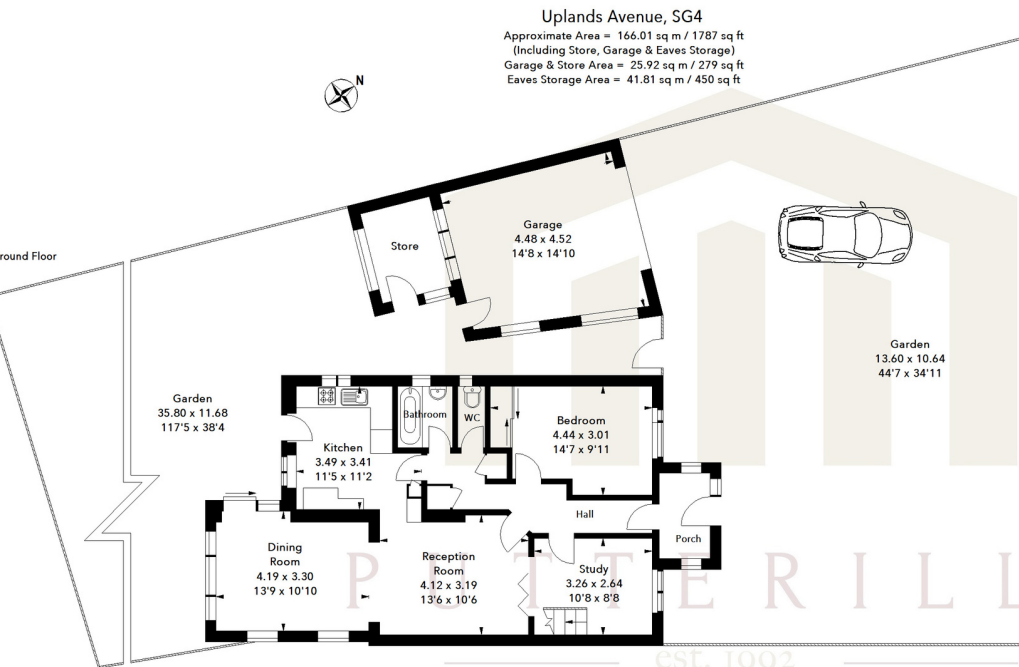 Uplands Avenue, SG4
Approximate Area = 166.01 sq m / 1787 sq ft
(Including Store, Garage & Eaves Storage)
Garage & Store Area = 25.92 sq m / 279 sq ft
Eaves Storage Area = 41.81 sq m / 450 sq ft
N
round Floor
Store
Garage
4.48 x 4.52
14'8 x 14'10
Garden
13.60 x 10.64
44'7 x 34'11
Garden
35.80 x 11.68
117'5 x 38'4
Kitchen
3.49 x 3.41
11'5 x 11'2
Bathroom
WC
Bedroom
4.44 x 3.01
14'7 x 9'11
Hall
Porch
Dining
Room
4.19 x 3.30
13'9 x 10'10
Reception
Room
4.12 x 3.19
13'6 x 10'6
Study
3.26 x 2.64
10'8 x 8'8
PUTTERILL
est. 1992